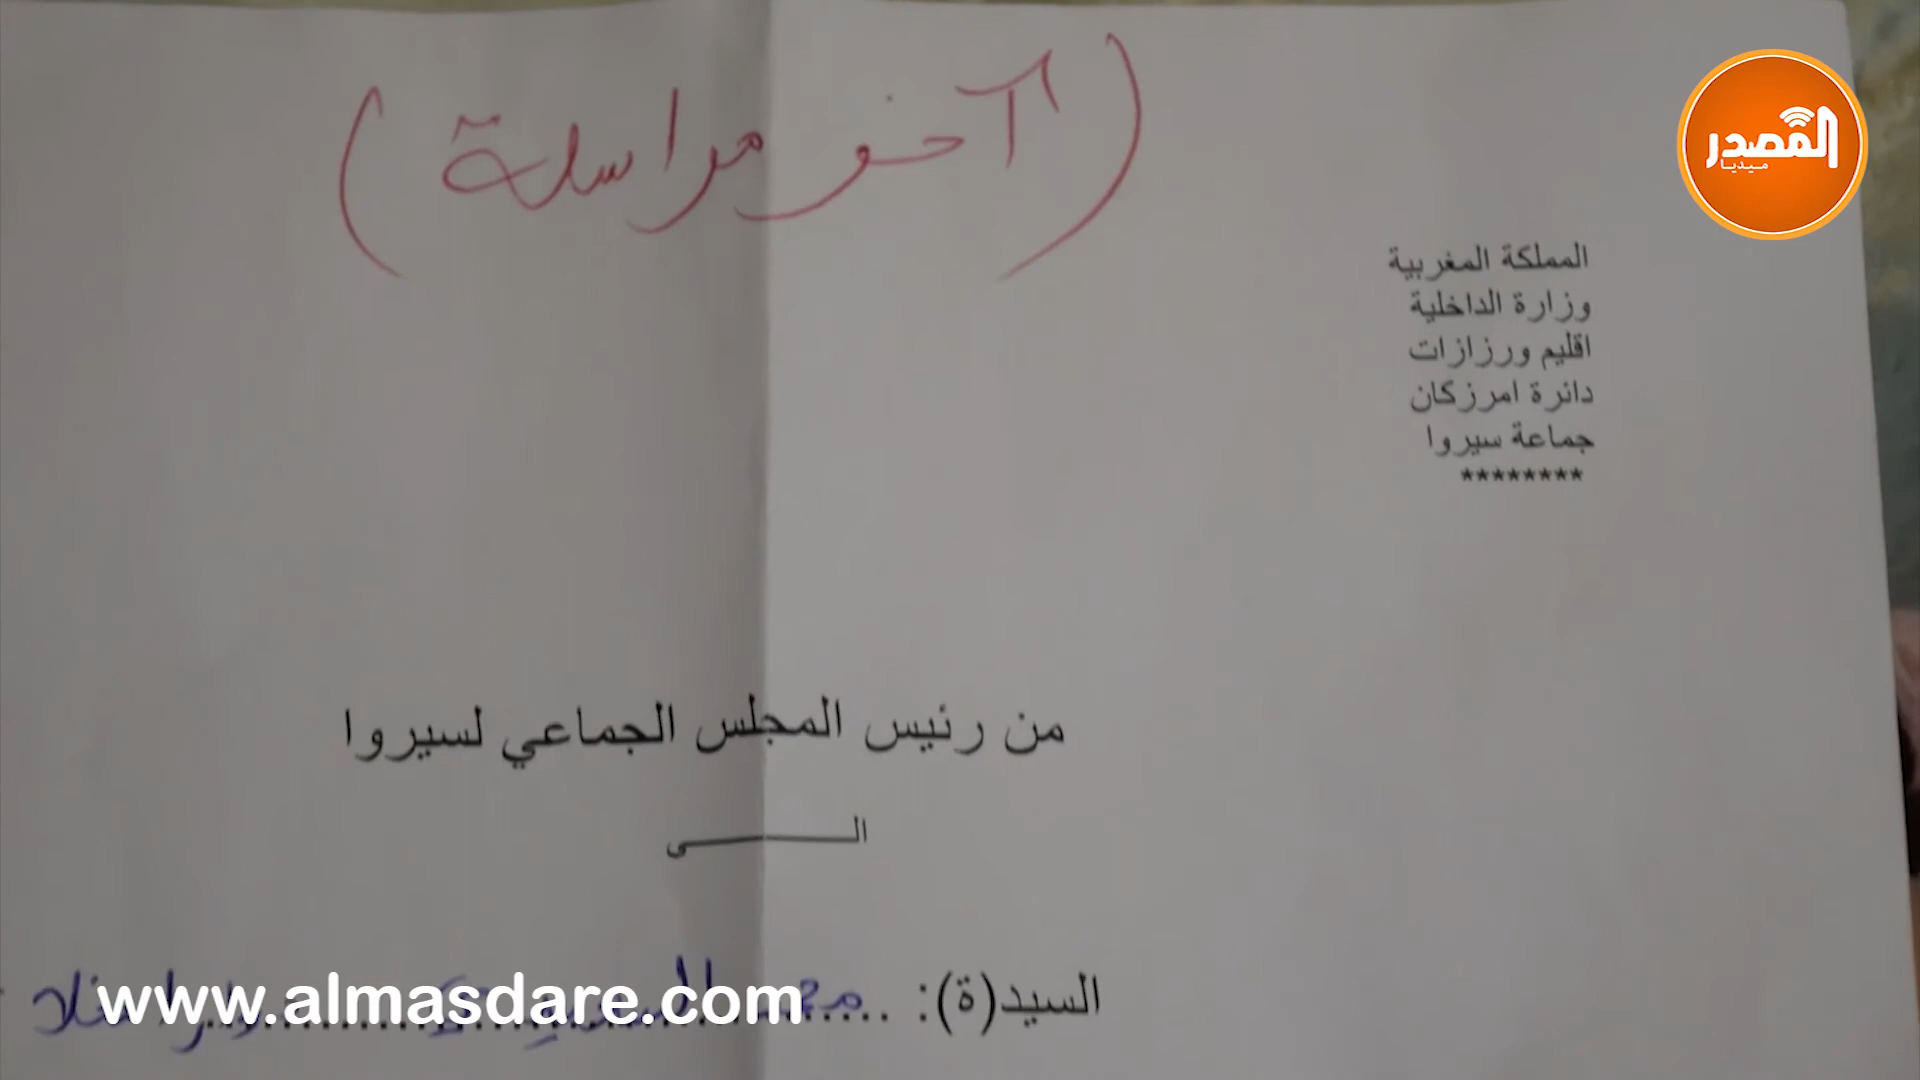 (آخر مراسلة)
المصدر
ميديا
المملكة المغربية
وزارة الداخلية
اقليم ورزازات
دائرة امرزكان
جماعة سيروا
********
من رئيس المجلس الجماعي لسيروا
الـــــــــى
السيد(ة): ..
www.almasdare.com